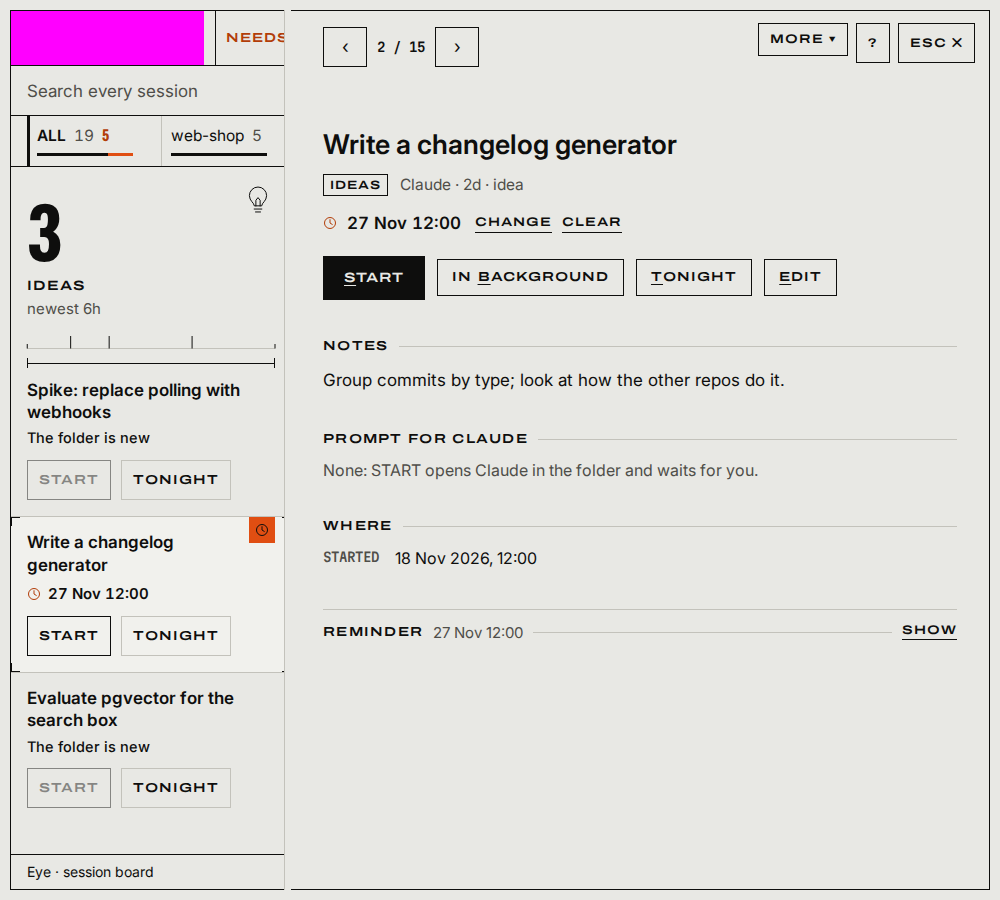 NEEDS
Search every session
ALL 19 5
web-shop 5
3
IDEAS
newest 6h
Spike: replace polling with
webhooks
The folder is new
START TONIGHT
Write a changelog
generator
27 Nov 12:00
START TONIGHT
Evaluate pgvector for the
search box
The folder is new
START TONIGHT
Eye · session board
‹ 2 / 15 ›
MORE ▾ ? ESC ✕
Write a changelog generator
IDEAS Claude · 2d · idea
27 Nov 12:00 CHANGE CLEAR
START IN BACKGROUND TONIGHT EDIT
NOTES
Group commits by type; look at how the other repos do it.
PROMPT FOR CLAUDE
None: START opens Claude in the folder and waits for you.
WHERE
STARTED 18 Nov 2026, 12:00
REMINDER 27 Nov 12:00 SHOW